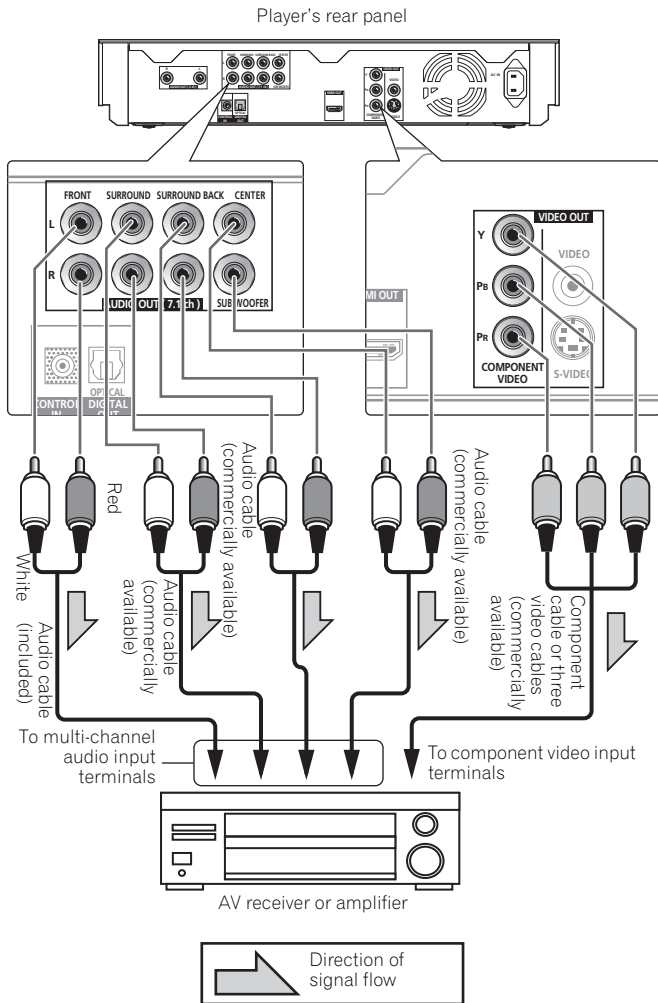 Player's rear panel
FRONT SURROUND SURROUND BACK CENTER
L
R
AUDIO OUT ( 7.1ch )
SUBWOOFER
CONTROL
IN
OPTICAL
DIGITAL
OUT
AC IN
VIDEO OUT
Y
PB
PR
COMPONENT
VIDEO
VIDEO
S-VIDEO
MI OUT
White
Red
Audio cable
(included)
Audio cable
(commercially
available)
Audio cable
(commercially available)
Audio cable
(commercially available)
Component
cable or three
video cables
(commercially
available)
To multi-channel
audio input
terminals
To component video input
terminals
AV receiver or amplifier
Direction of
signal flow